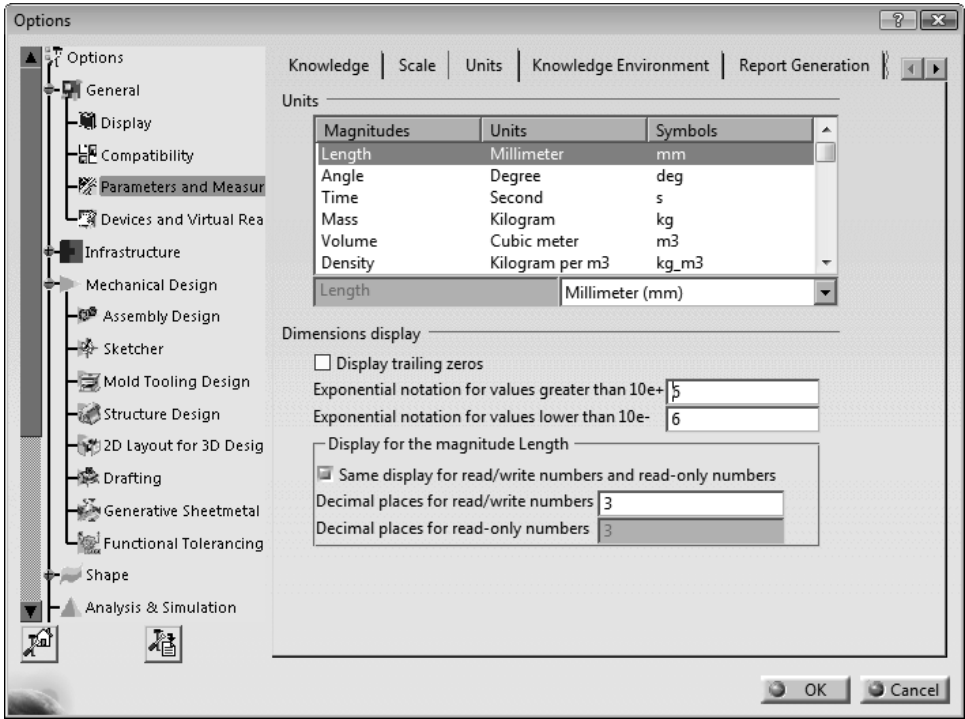 Options
Options
General
Display
Compatibility
Parameters and Measur
Devices and Virtual Rea
Infrastructure
Mechanical Design
Assembly Design
Sketcher
Mold Tooling Design
Structure Design
2D Layout for 3D Desig
Drafting
Generative Sheetmetal
Functional Tolerancing
Shape
Analysis & Simulation
Knowledge Scale Units Knowledge Environment Report Generation
Units
Magnitudes Units Symbols
Length Millimeter mm
Angle Degree deg
Time Second s
Mass Kilogram kg
Volume Cubic meter m3
Density Kilogram per m3 kg_m3
Length Millimeter (mm)
Dimensions display
Display trailing zeros
Exponential notation for values greater than 10e+
Exponential notation for values lower than 10e- 6
Display for the magnitude Length
Same display for read/write numbers and read-only numbers
Decimal places for read/write numbers 3
Decimal places for read-only numbers 3
OK Cancel